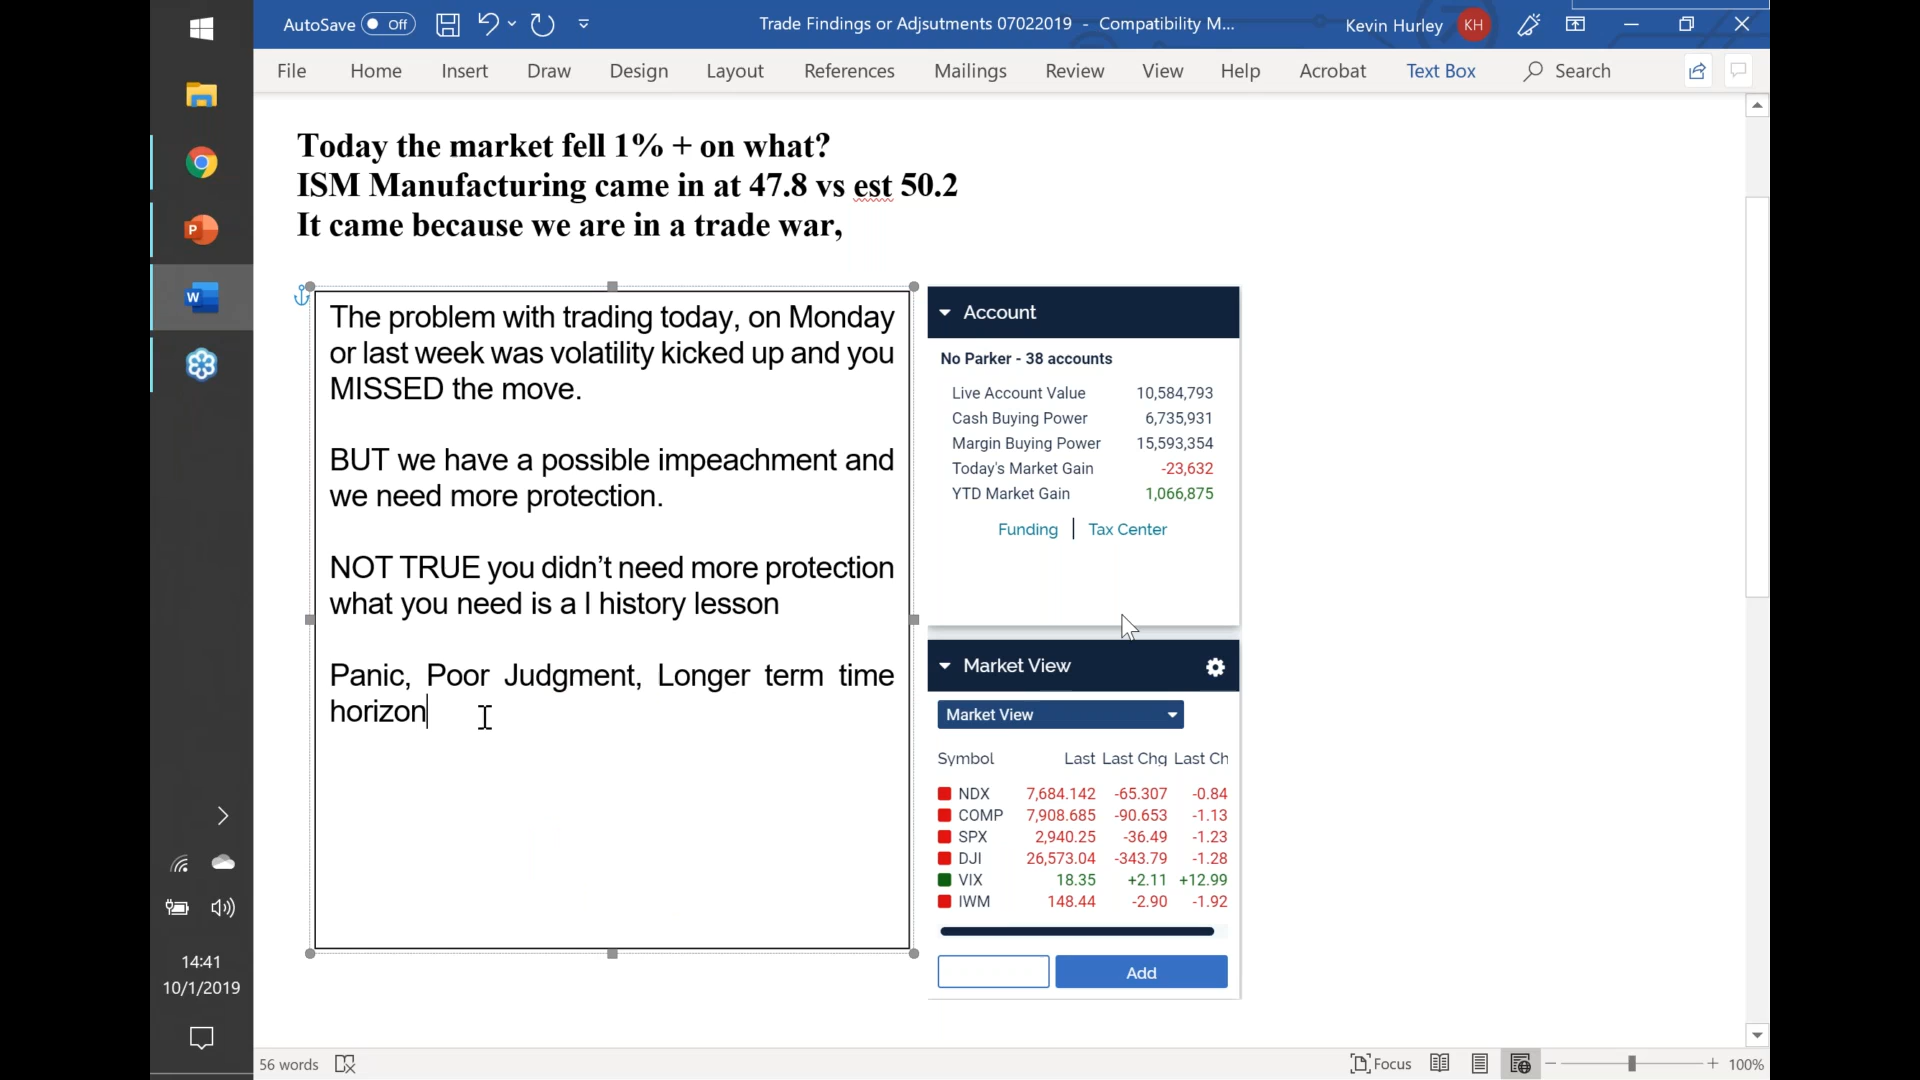 AutoSave Off
Trade Findings or Adjsutments 07022019 - Compatibility M...
Kevin Hurley KH
File Home Insert Draw Design Layout References Mailings Review View Help Acrobat Text Box Search
Today the market fell 1% + on what?
ISM Manufacturing came in at 47.8 vs est 50.2
It came because we are in a trade war,
The problem with trading today, on Monday
or last week was volatility kicked up and you
MISSED the move.
BUT we have a possible impeachment and
we need more protection.
NOT TRUE you didn’t need more protection
what you need is a l history lesson
Panic, Poor Judgment, Longer term time
horizon
Account
No Parker - 38 accounts
Live Account Value 10,584,793
Cash Buying Power 6,735,931
Margin Buying Power 15,593,354
Today's Market Gain -23,632
YTD Market Gain 1,066,875
Funding | Tax Center
Market View
Market View
Symbol Last Last Chg Last Ch
NDX 7,684.142 -65.307 -0.84
COMP 7,908.685 -90.653 -1.13
SPX 2,940.25 -36.49 -1.23
DJI 26,573.04 -343.79 -1.28
VIX 18.35 +2.11 +12.99
IWM 148.44 -2.90 -1.92
Add
14:41
10/1/2019
56 words
Focus
100%